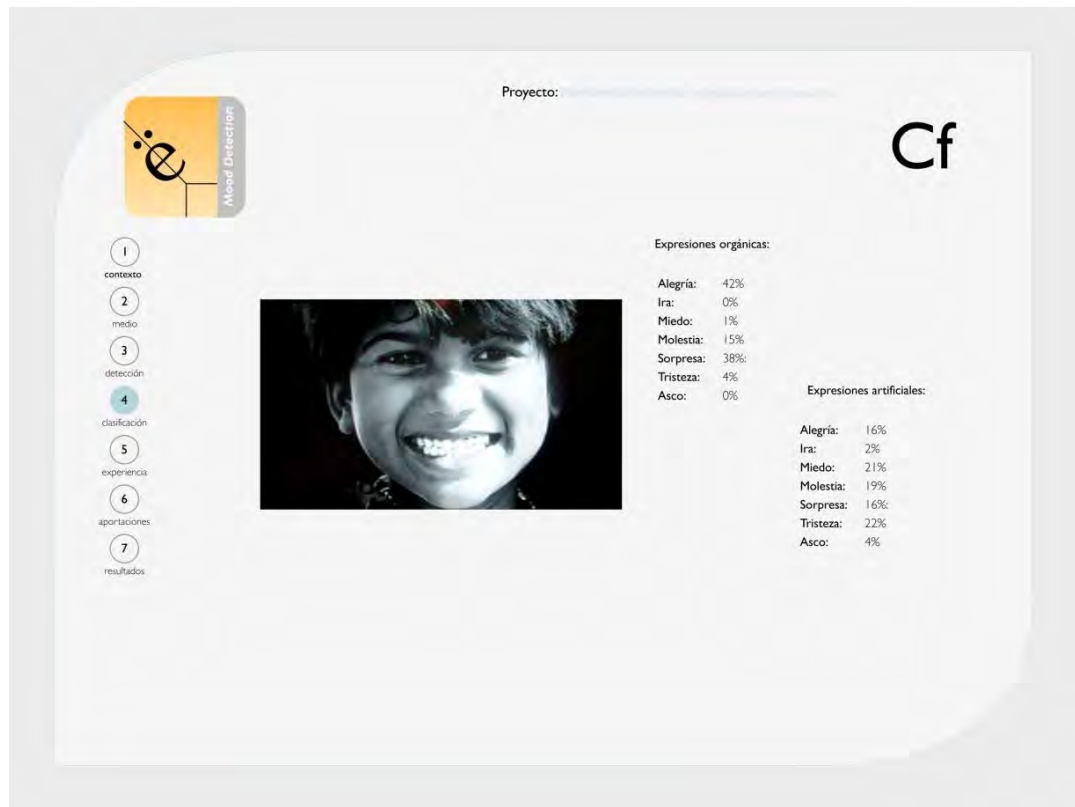 Proyecto:
Mood Detection
ë
Cf
1
contexto
2
medio
3
detección
4
clasificación
5
experiencia
6
aportaciones
7
resultados
Expresiones orgánicas:
Alegría: 42%
Ira: 0%
Miedo: 1%
Molestia: 15%
Sorpresa: 38%:
Tristeza: 4%
Asco: 0%
Expresiones artificiales:
Alegría: 16%
Ira: 2%
Miedo: 21%
Molestia: 19%
Sorpresa: 16%:
Tristeza: 22%
Asco: 4%